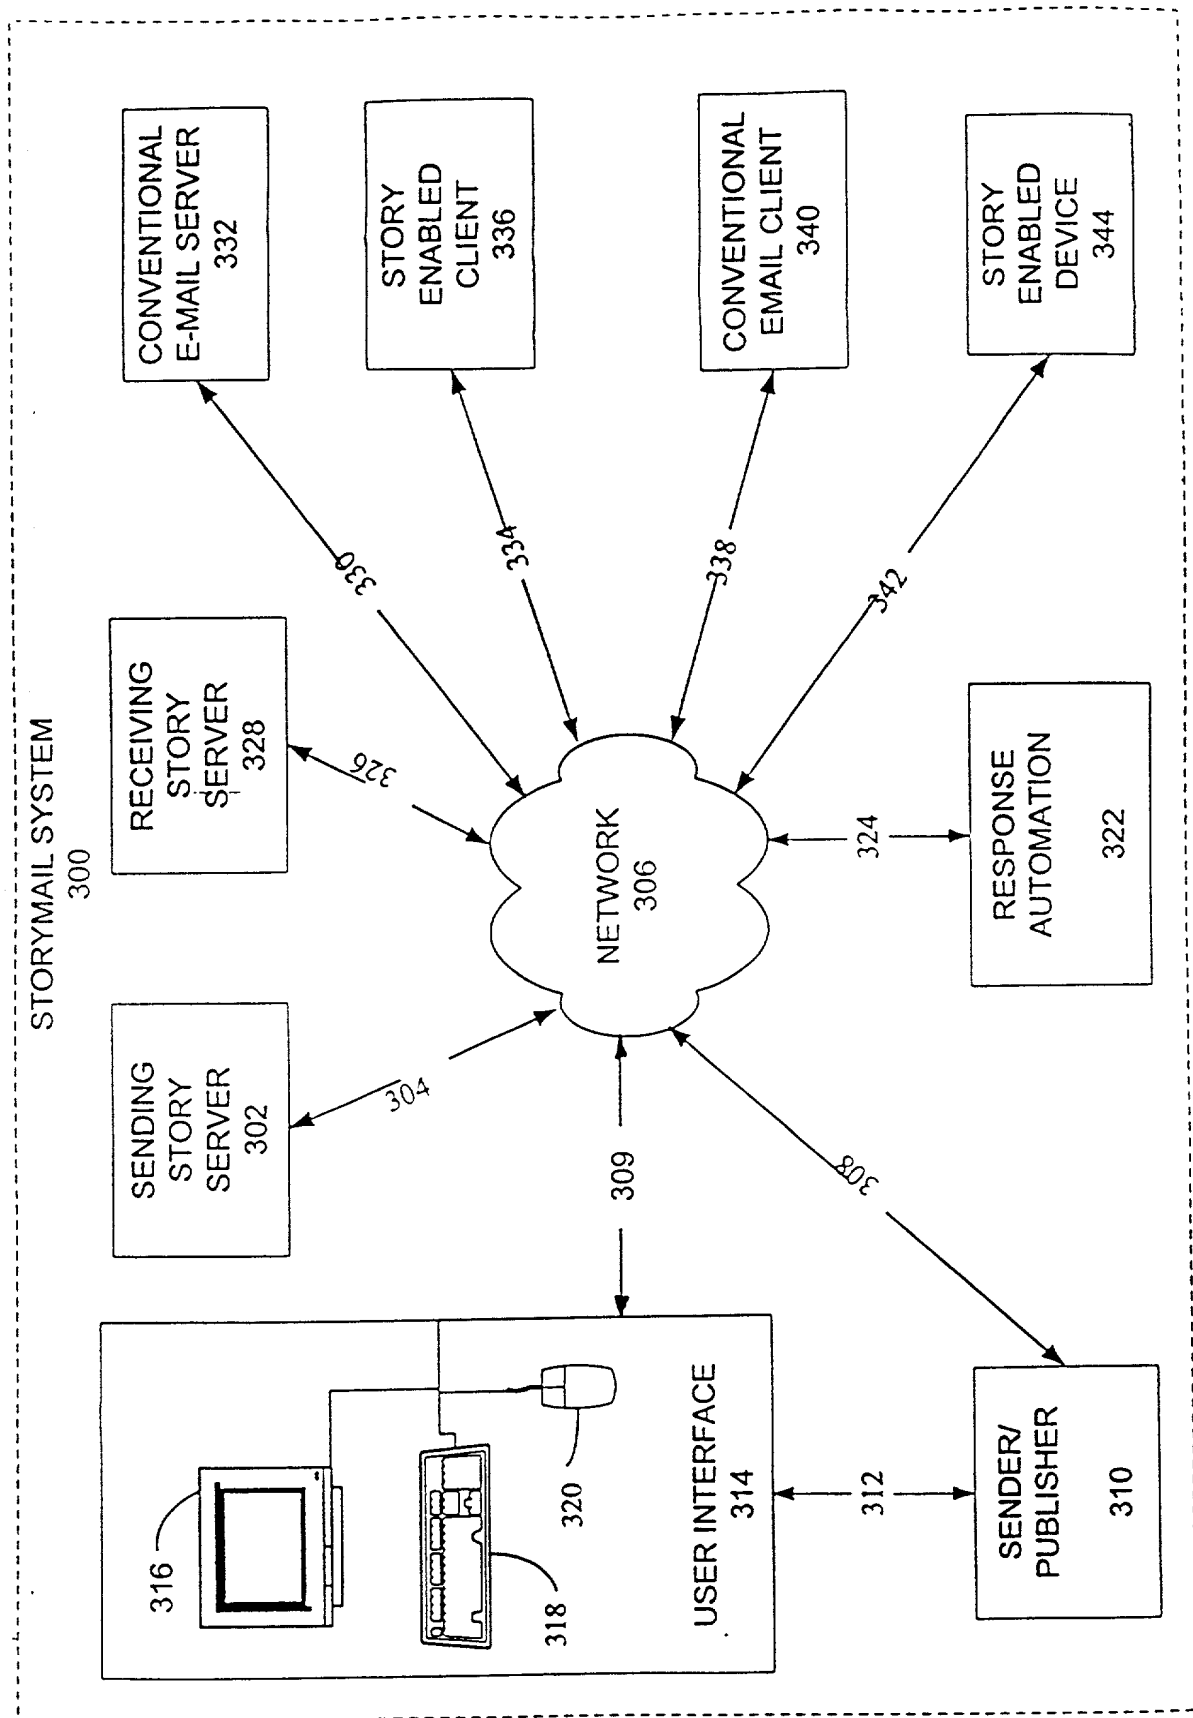 STORYMAIL SYSTEM
300
SENDING
STORY
SERVER
302
RECEIVING
STORY
SERVER
328
CONVENTIONAL
E-MAIL SERVER
332
STORY
ENABLED
CLIENT
336
CONVENTIONAL
EMAIL CLIENT
340
STORY
ENABLED
DEVICE
344
304
326
330
334
338
342
NETWORK
306
309
308
324
316
318
320
USER INTERFACE
314
312
SENDER/
PUBLISHER
310
RESPONSE
AUTOMATION
322